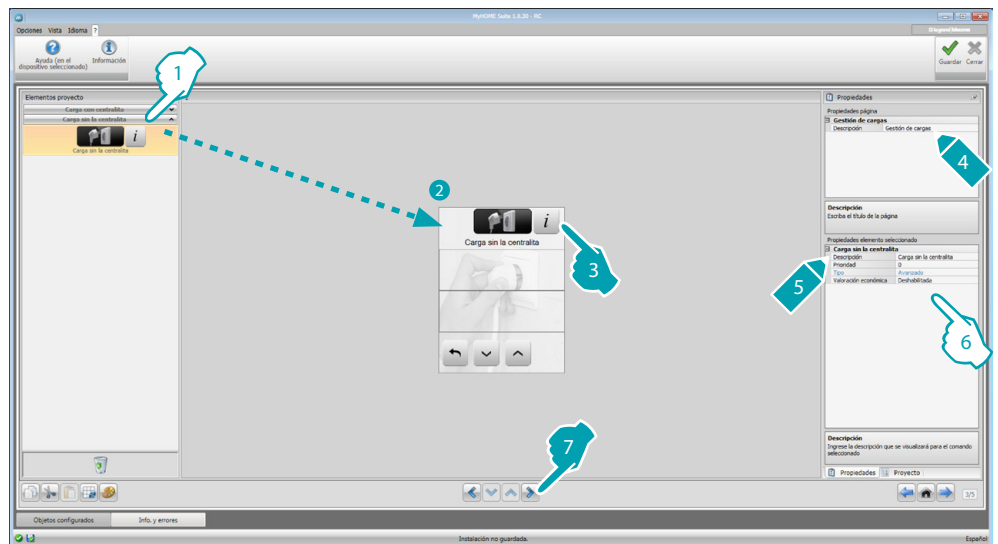 MyHOME Suite 1.0.30 - RC
Opciones Vista Idioma ?
Ayuda (en el dispositivo seleccionado)
Información
Guardar Cerrar
1
Elementos proyecto
Carga con centralita
Carga sin la centralita
i
Carga sin la centralita
2
i
Carga sin la centralita
3
Propiedades
Propiedades página
Gestión de cargas
Descripción Gestión de cargas
4
Descripción
Escriba el título de la página
Propiedades elemento seleccionado
Carga sin la centralita
Descripción Carga sin la centralita
Prioridad 0
Tipo Avanzado
Valoración económica Deshabilitada
5
6
Descripción
Ingrese la descripción que se visualizará para el comando
seleccionado
Propiedades Proyecto
7
3/5
Objetos configurados Info. y errores
Instalación no guardada.
Español